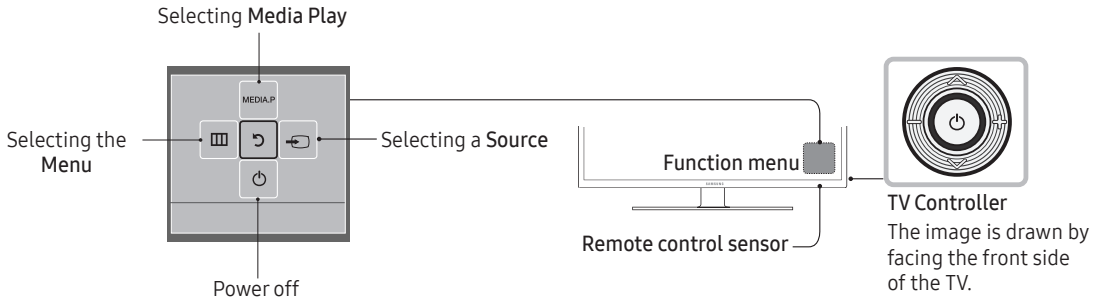 Selecting Media Play
MEDIA.P
Selecting the
Menu
Selecting a Source
Power off
Function menu
SAMSUNG
Remote control sensor
TV Controller
The image is drawn by
facing the front side
of the TV.